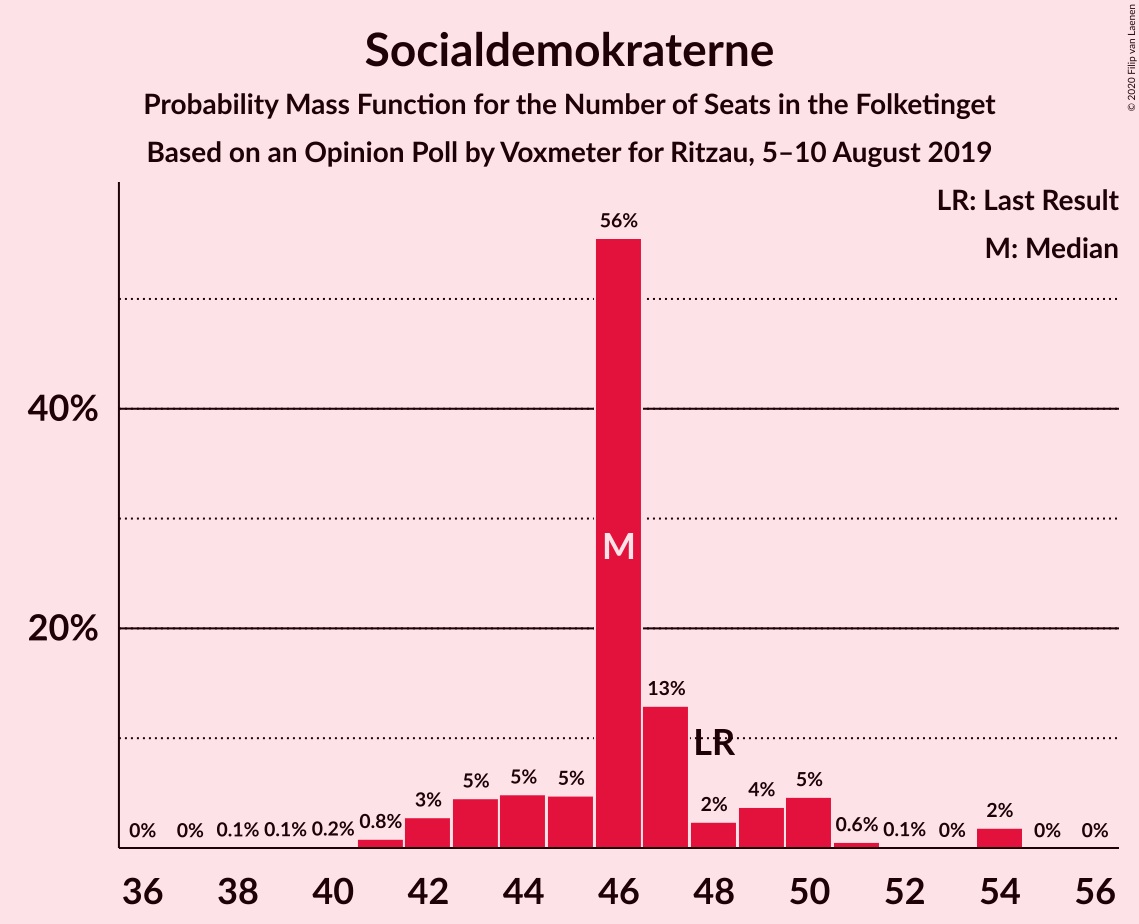 Socialdemokraterne
Probability Mass Function for the Number of Seats in the Folketinget
Based on an Opinion Poll by Voxmeter for Ritzau, 5–10 August 2019
© 2020 Filip van Laenen
LR: Last Result
M: Median
56%
40%
M
20%
13%
LR
0% 0% 0.1% 0.1% 0.2% 0.8% 3% 5% 5% 5% 2% 4% 5% 0.6% 0.1% 0% 2% 0% 0%
36 38 40 42 44 46 48 50 52 54 56